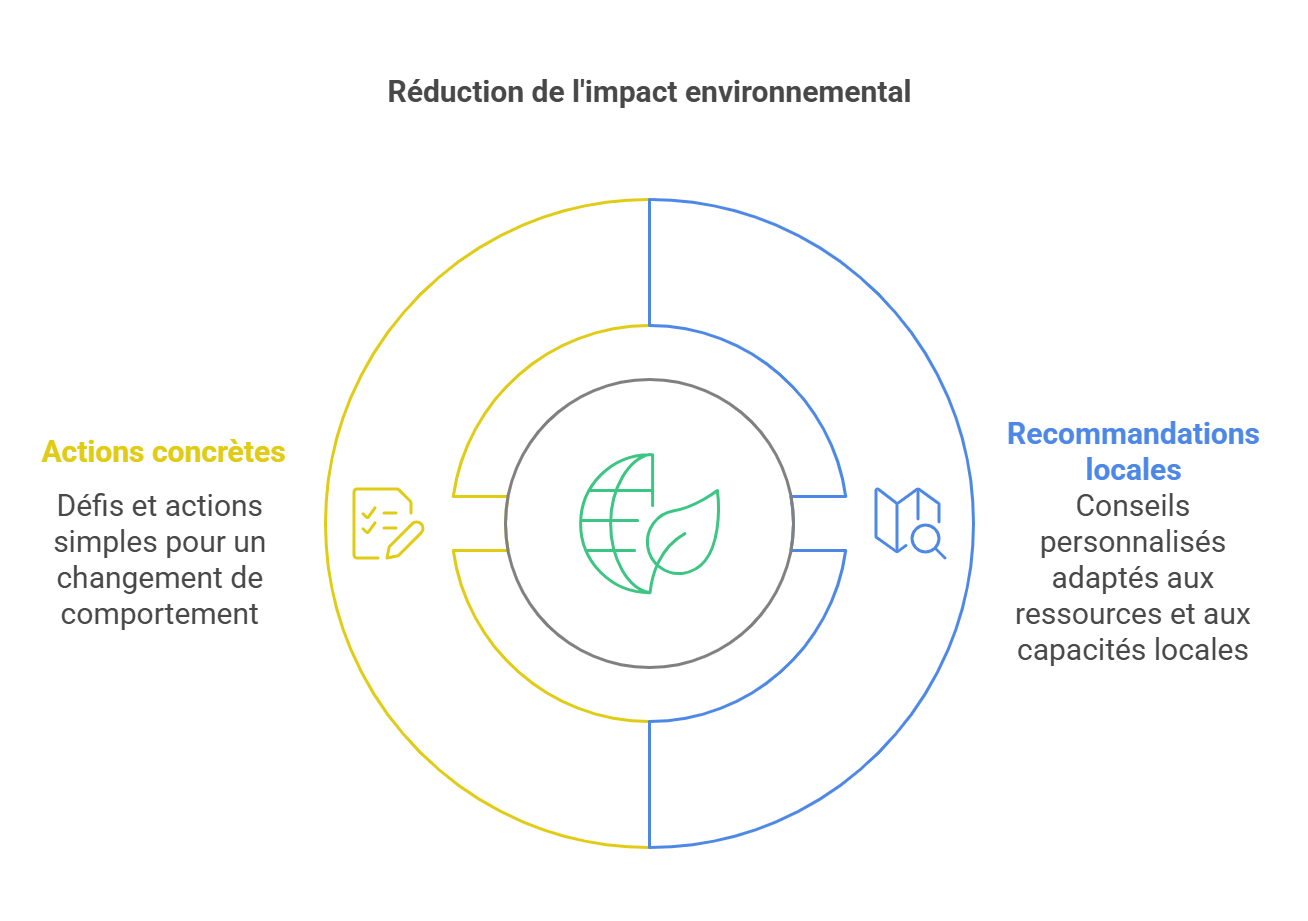 Réduction de l'impact environnemental
Actions concrètes
Défis et actions
simples pour un
changement de
comportement
Recommandations
locales
Conseils
personnalisés
adaptés aux
ressources et aux
capacités locales